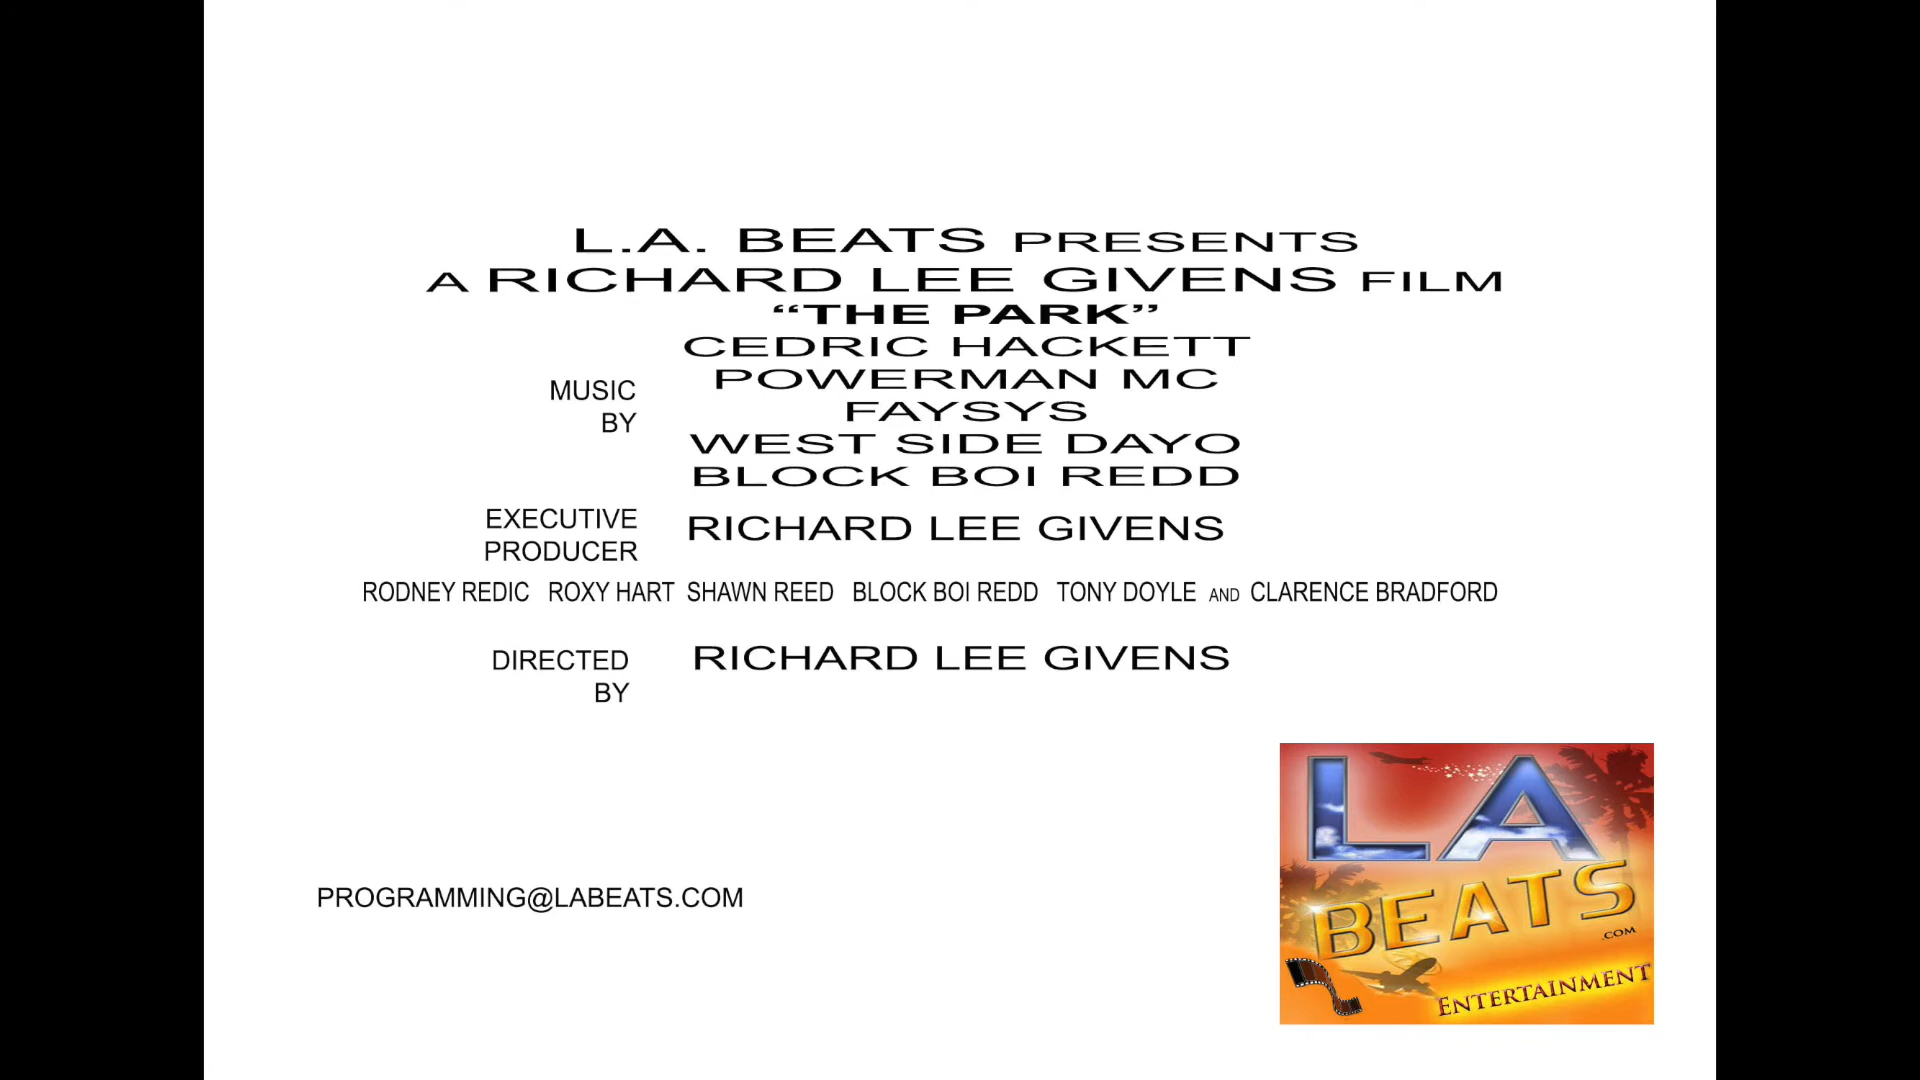 L.A. BEATS PRESENTS
A RICHARD LEE GIVENS FILM
“THE PARK”
CEDRIC HACKETT
MUSIC
BY
POWERMAN MC
FAYSYS
WEST SIDE DAYO
BLOCK BOI REDD
EXECUTIVE
PRODUCER
RICHARD LEE GIVENS
RODNEY REDIC ROXY HART SHAWN REED BLOCK BOI REDD TONY DOYLE AND CLARENCE BRADFORD
DIRECTED
BY
RICHARD LEE GIVENS
LA
BEATS
.COM
ENTERTAINMENT
PROGRAMMING@LABEATS.COM